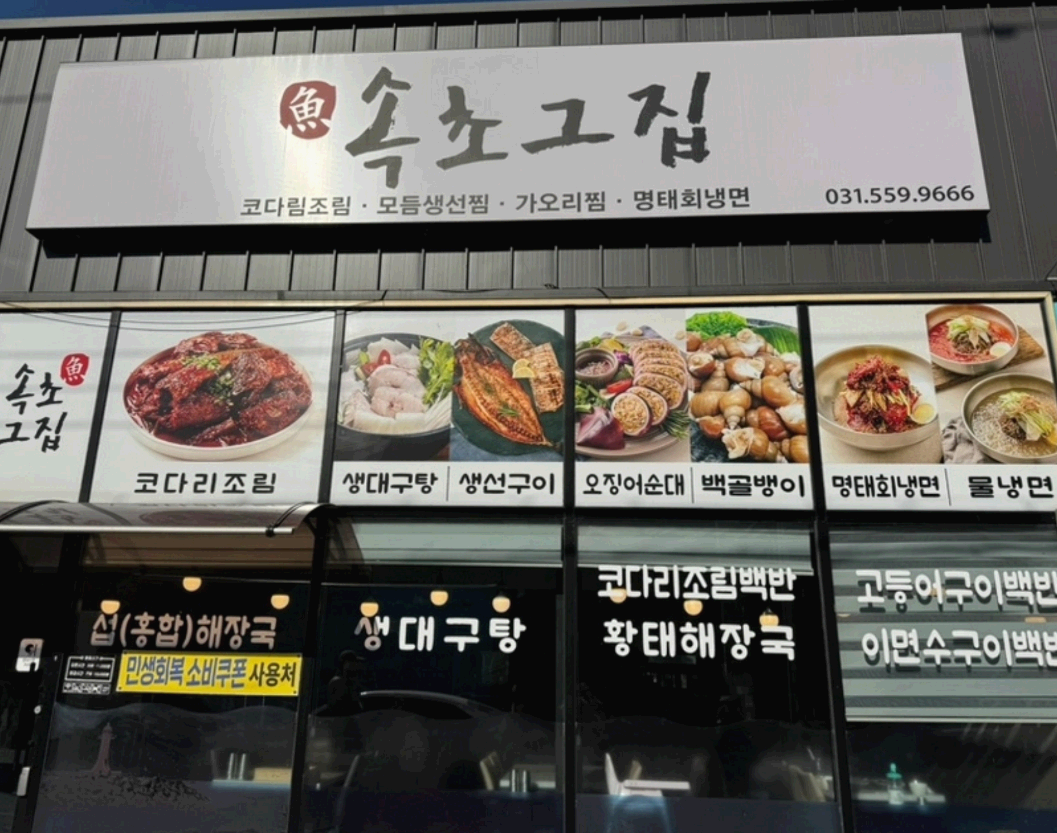 魚 속초그집
코다림조림 · 모듬생선찜 · 가오리찜 · 명태회냉면
031.559.9666
속초 魚
그집
코다리조림
생대구탕 생선구이
오징어순대 백골뱅이
명태회냉면 물냉면
섭(홍합)해장국
민생회복 소비쿠폰 사용처
생대구탕
코다리조림백반
황태해장국
고등어구이백반
이면수구이백반